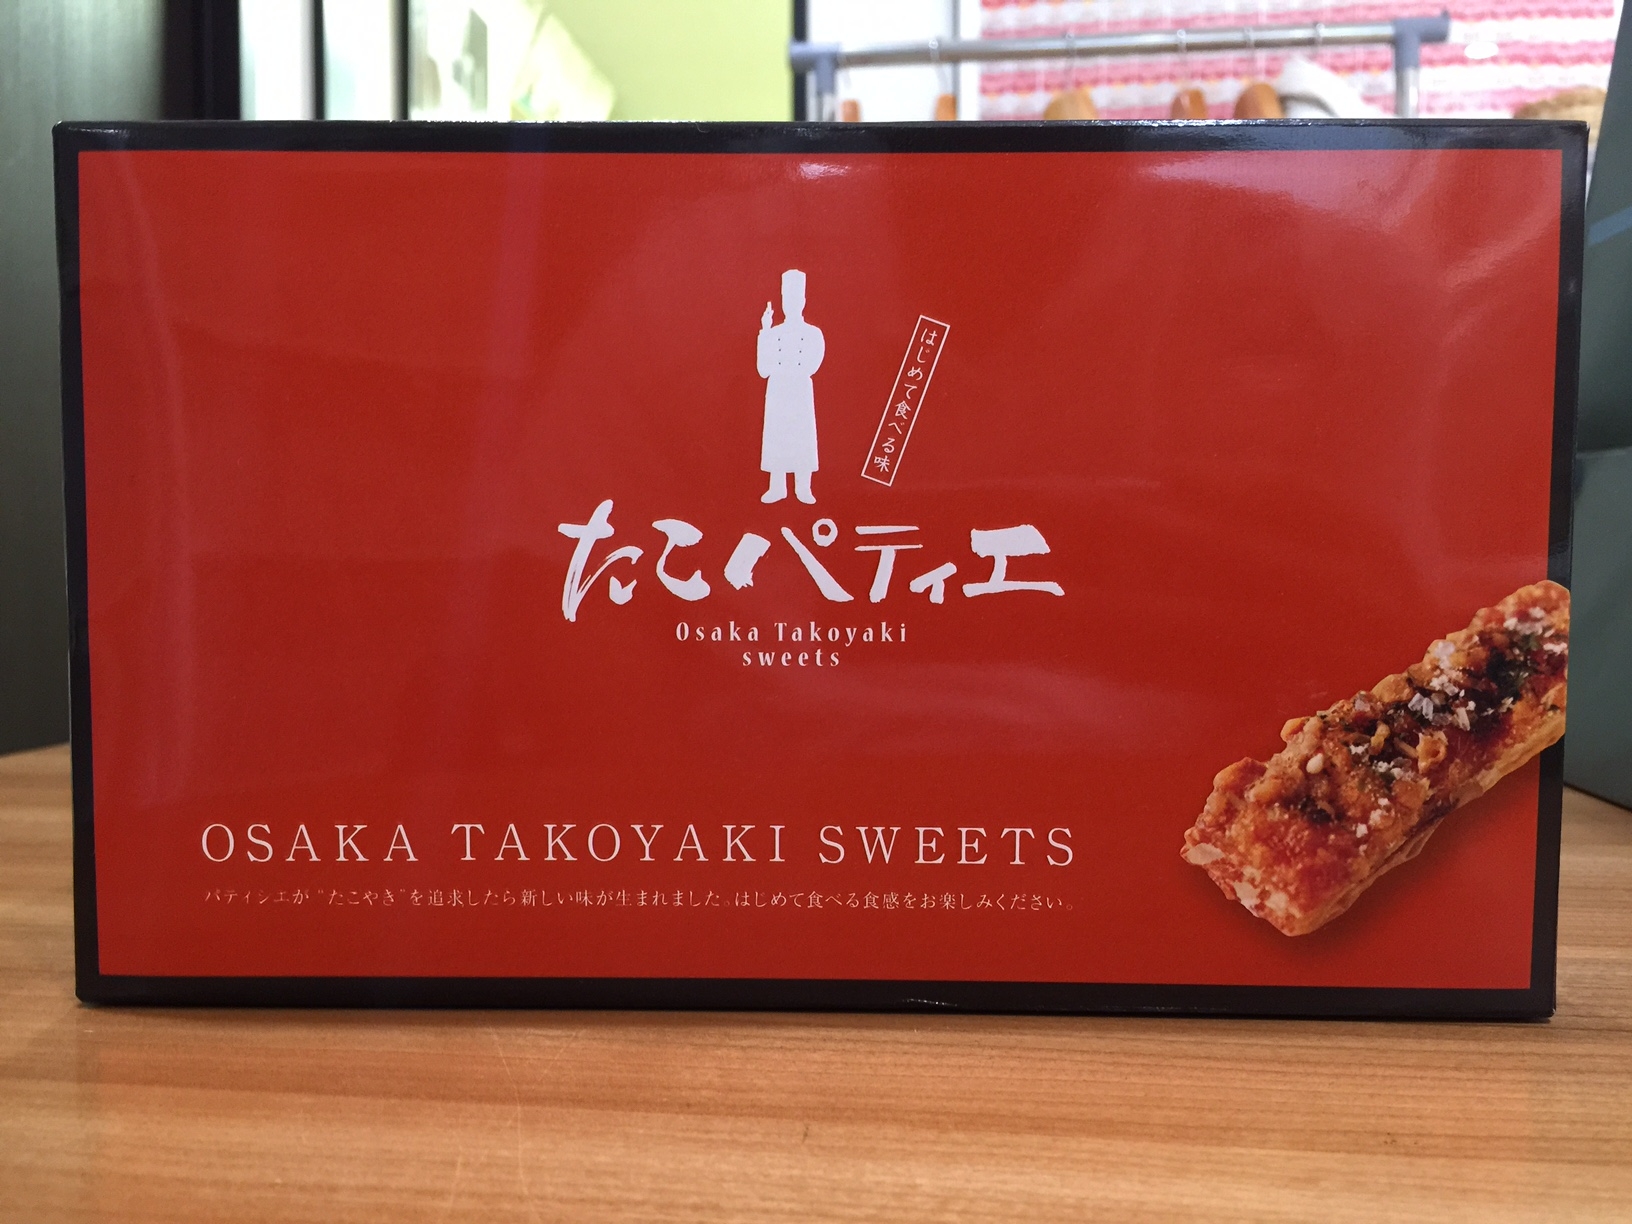 はじめて食べる味
たこパティエ
Osaka Takoyaki
sweets
OSAKA TAKOYAKI SWEETS
パティシエが“たこやき”を追求したら新しい味が生まれました。はじめて食べる食感をお楽しみください。